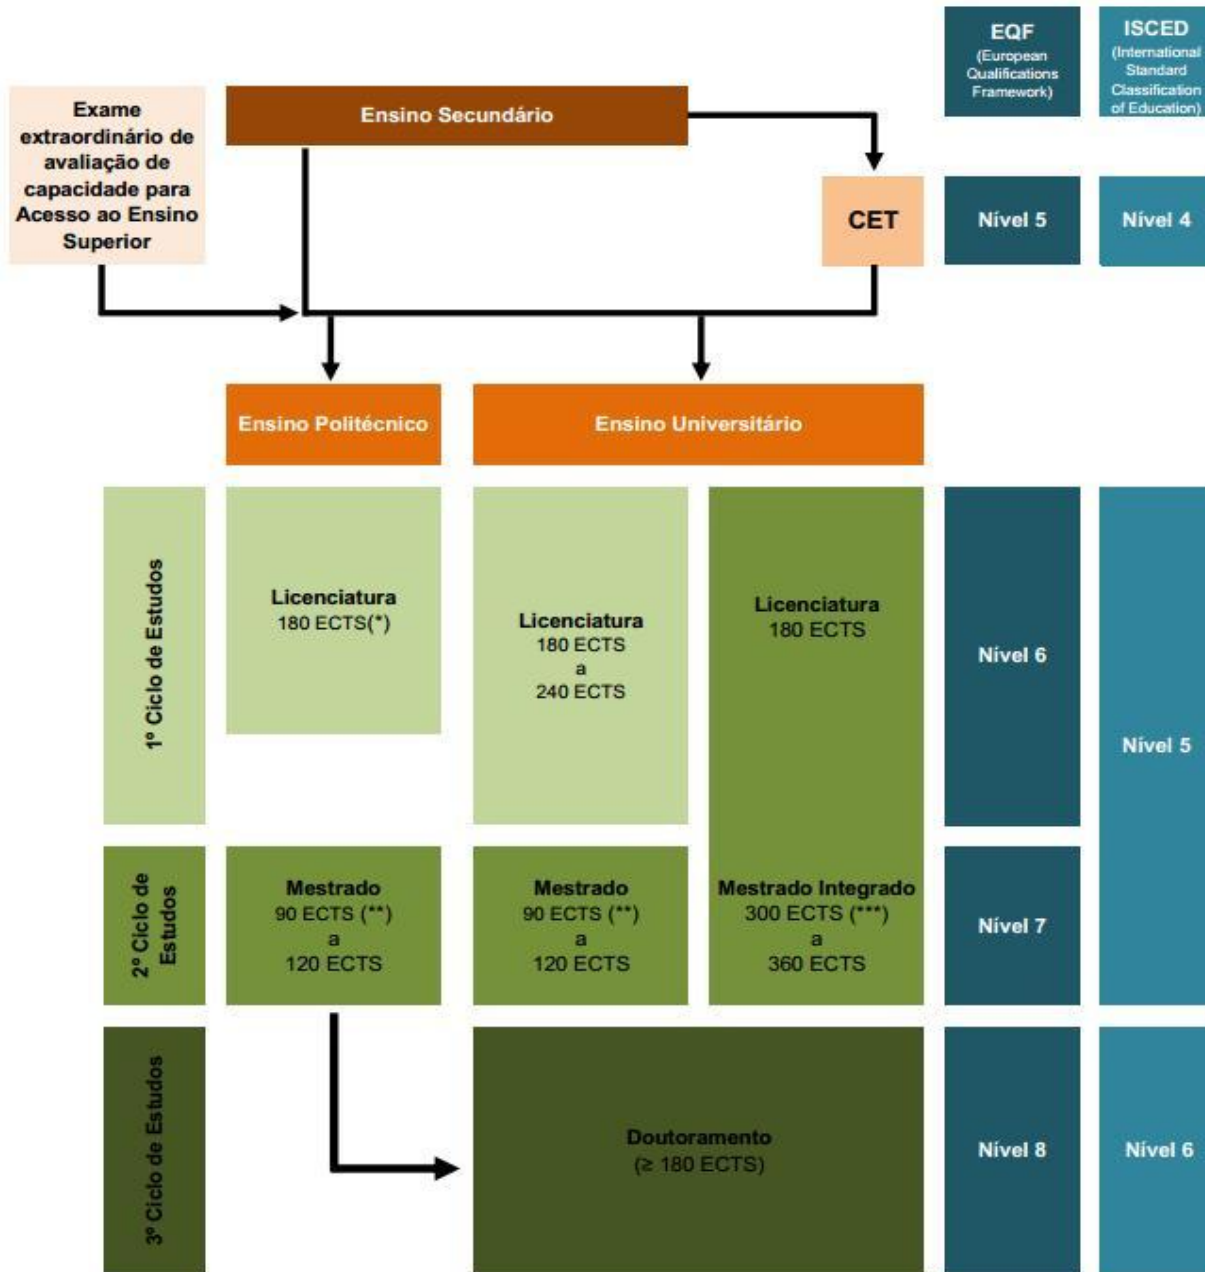 EQF
(European
Qualifications
Framework)
ISCED
(International
Standard
Classification
of Education)
Exame
extraordinário de
avaliação de
capacidade para
Acesso ao Ensino
Superior
Ensino Secundário
CET
Nível 5
Nível 4
Ensino Politécnico
Ensino Universitário
1º Ciclo de Estudos
Licenciatura
180 ECTS(*)
Licenciatura
180 ECTS
a
240 ECTS
Licenciatura
180 ECTS
Nível 6
Nível 5
2º Ciclo de
Estudos
Mestrado
90 ECTS (**)
a
120 ECTS
Mestrado
90 ECTS (**)
a
120 ECTS
Mestrado Integrado
300 ECTS (***)
a
360 ECTS
Nível 7
3º Ciclo de Estudos
Doutoramento
(≥ 180 ECTS)
Nível 8
Nível 6